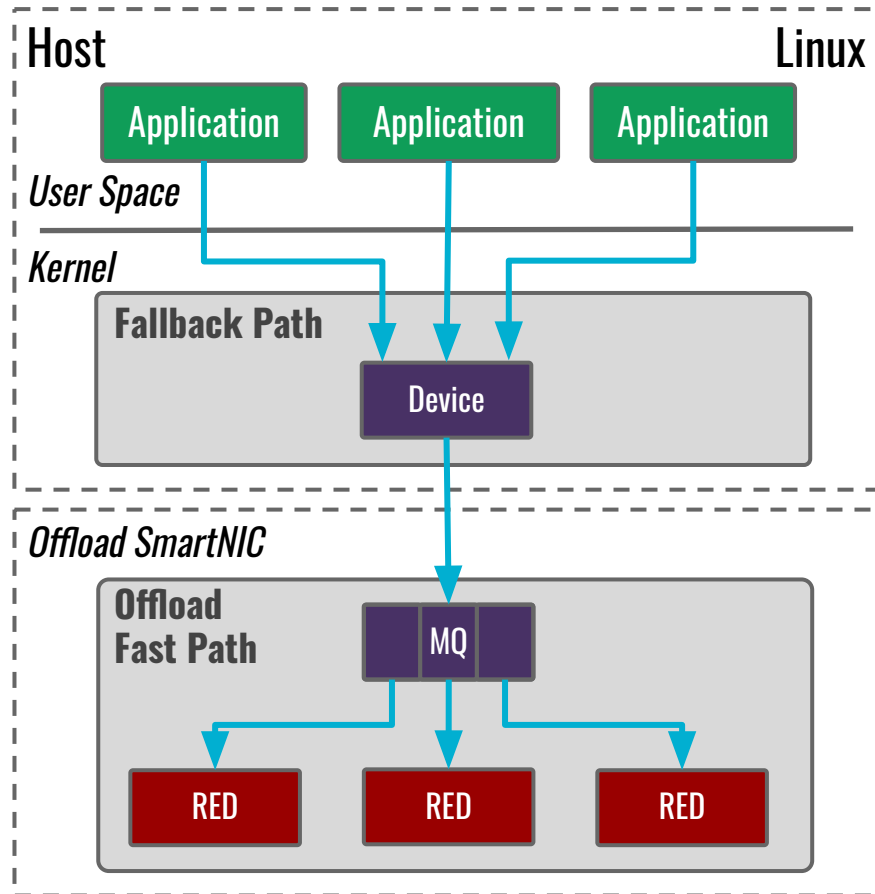 Host
Linux
Application
Application
Application
User Space
Kernel
Fallback Path
Device
Offload SmartNIC
Offload
Fast Path
MQ
RED
RED
RED